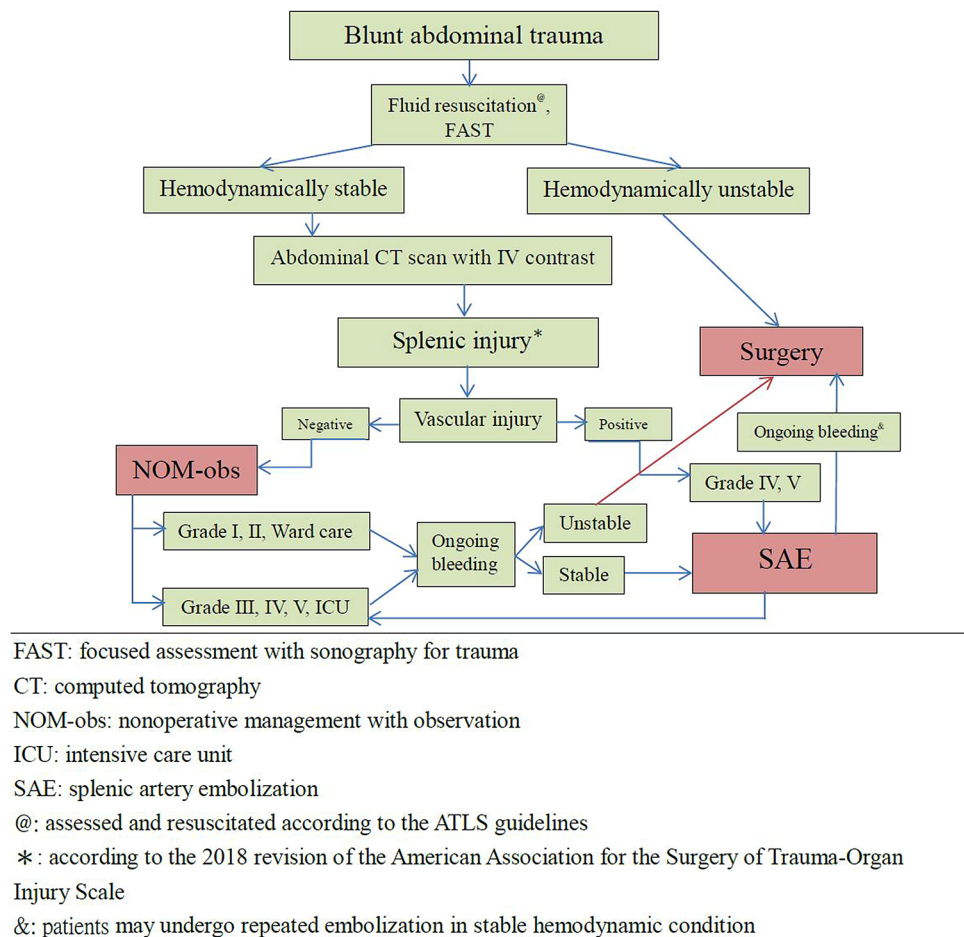 Blunt abdominal trauma
Fluid resuscitation@,
FAST
Hemodynamically stable
Hemodynamically unstable
Abdominal CT scan with IV contrast
Splenic injury*
Surgery
Vascular injury
Negative
Positive
Ongoing bleeding&
NOM-obs
Grade IV, V
Grade I, II, Ward care
Ongoing
bleeding
Unstable
Stable
SAE
Grade III, IV, V, ICU
FAST: focused assessment with sonography for trauma
CT: computed tomography
NOM-obs: nonoperative management with observation
ICU: intensive care unit
SAE: splenic artery embolization
@: assessed and resuscitated according to the ATLS guidelines
*: according to the 2018 revision of the American Association for the Surgery of Trauma-Organ
Injury Scale
&: patients may undergo repeated embolization in stable hemodynamic condition